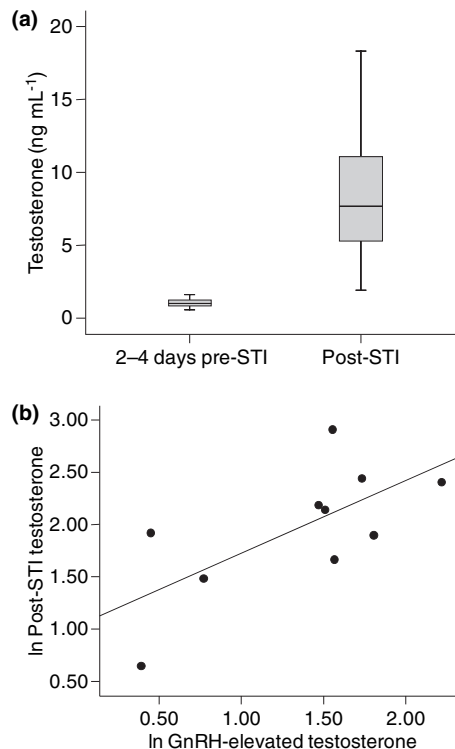 (a)
Testosterone (ng mL-1)
20
15
10
5
0
2–4 days pre-STI
Post-STI
(b)
ln Post-STI testosterone
3.00
2.50
2.00
1.50
1.00
0.50
0.50
1.00
1.50
2.00
ln GnRH-elevated testosterone